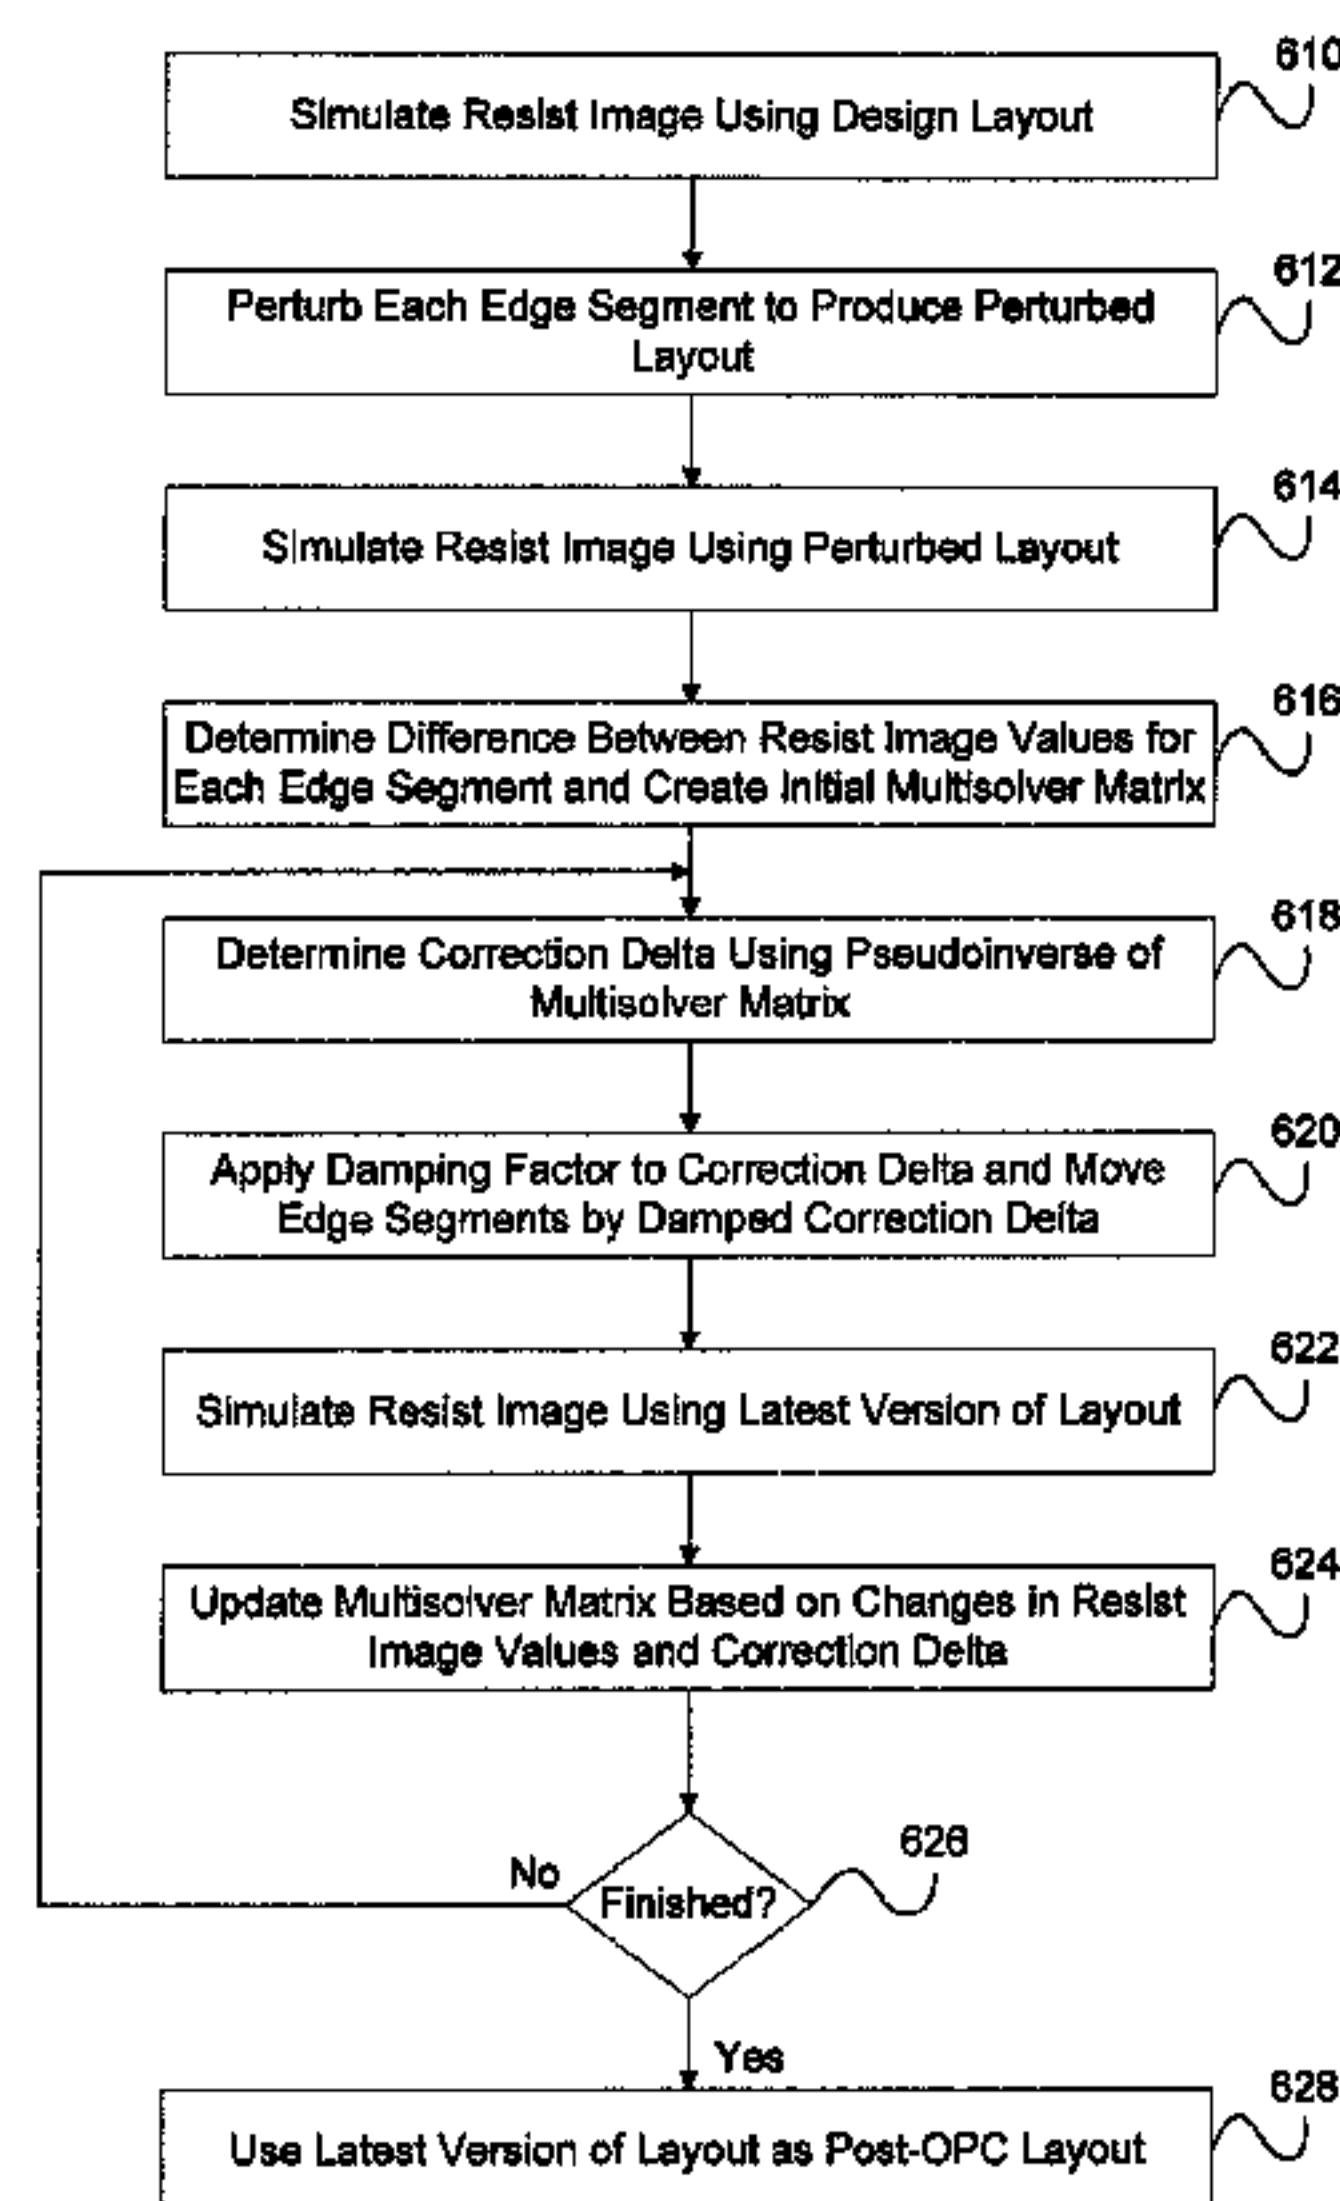 610
Simulate Resist Image Using Design Layout
612
Perturb Each Edge Segment to Produce Perturbed
Layout
614
Simulate Resist Image Using Perturbed Layout
616
Determine Difference Between Resist Image Values for
Each Edge Segment and Create Initial Multisolver Matrix
618
Determine Correction Delta Using Pseudoinverse of
Multisolver Matrix
620
Apply Damping Factor to Correction Delta and Move
Edge Segments by Damped Correction Delta
622
Simulate Resist Image Using Latest Version of Layout
624
Update Multisolver Matrix Based on Changes in Resist
Image Values and Correction Delta
626
No
Finished?
Yes
628
Use Latest Version of Layout as Post-OPC Layout